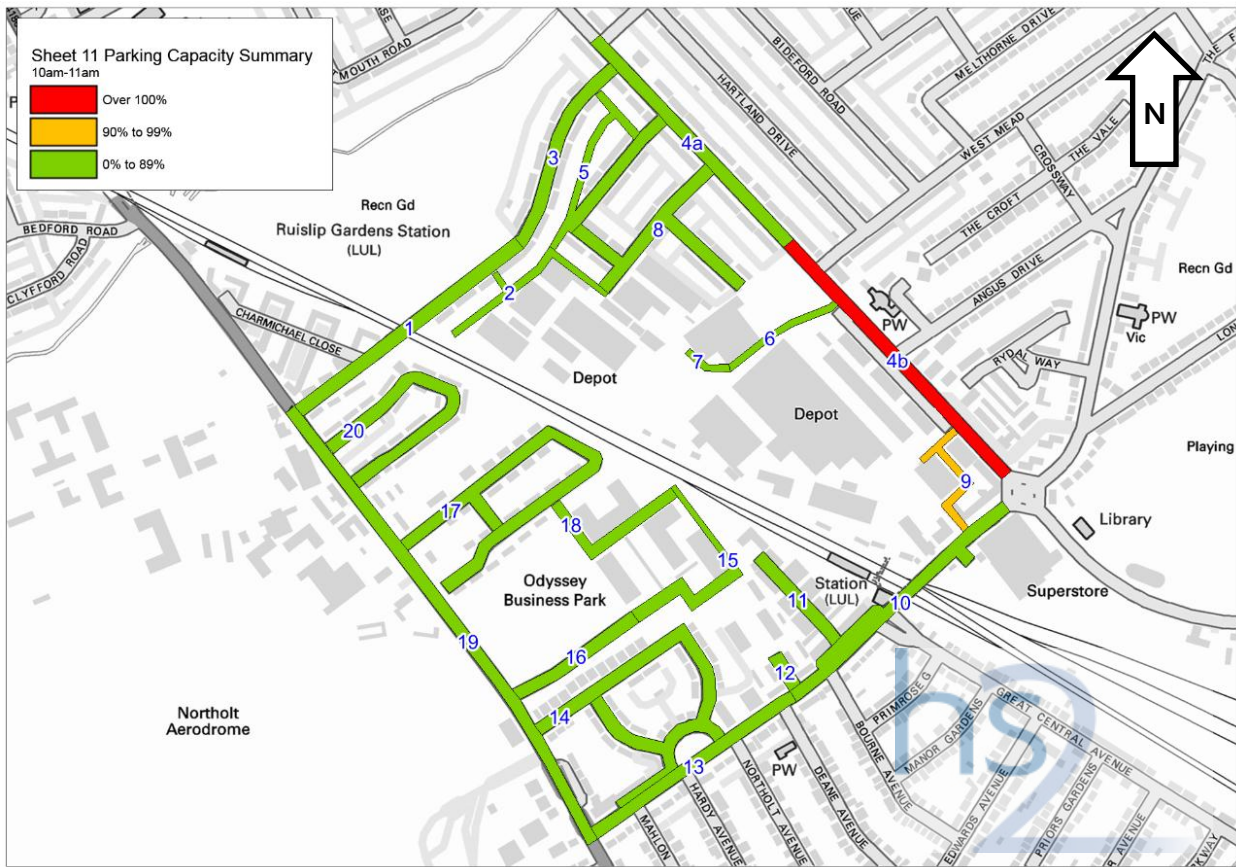 Sheet 11 Parking Capacity Summary
10am-11am
Over 100%
90% to 99%
0% to 89%
N
MOUTH ROAD
BIDEFORD ROAD
MELTHORNE DRIVE
HARTLAND DRIVE
WEST MEAD
THE VALE
CROSSWAY
THE CROFT
ANGUS DRIVE
RYDAL WAY
Recn Gd
Ruislip Gardens Station
(LUL)
BEDFORD ROAD
CLYFFORD ROAD
CHARMICHAEL CLOSE
PW
PW
Vic
Recn Gd
Depot
Depot
Playing
Library
Superstore
Station
(LUL)
Odyssey
Business Park
Northolt
Aerodrome
PW
PRIMROSE G
GREAT CENTRAL AVENUE
MANOR GARDENS
BOURNE AVENUE
DEANE AVENUE
NORTHOLT AVENUE
HARDY AVENUE
MAHLON
EDWARDS AVENUE
PRIORS GARDENS
AVENUE
RKWAY
1
2
3
4a
4b
5
6
7
8
9
10
11
12
13
14
15
16
17
18
19
20
hs2